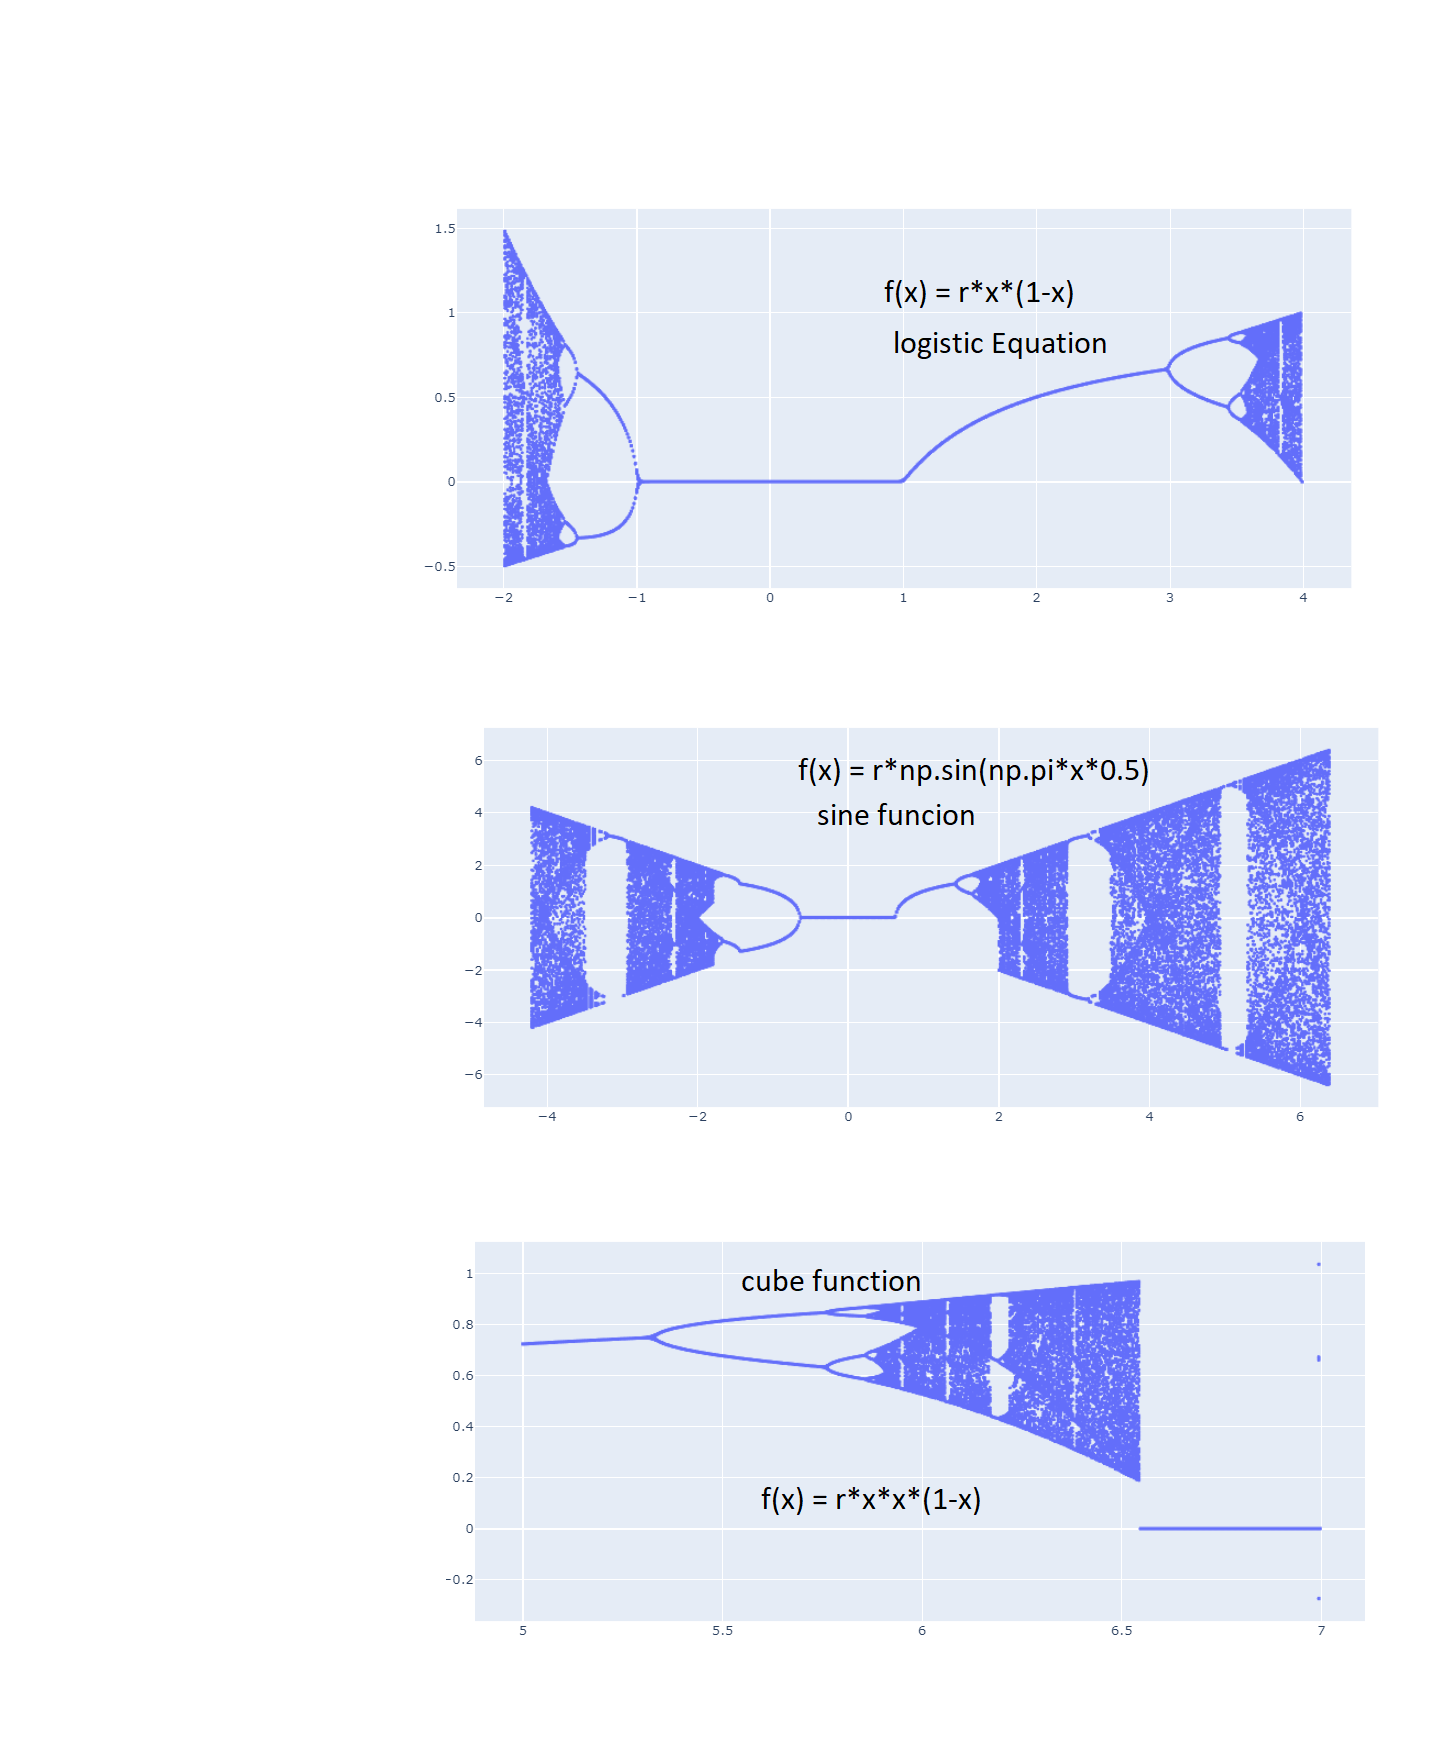 1.5
f(x) = r*x*(1-x)
1
logistic Equation
0.5
0
−0.5
−2 −1 0 1 2 3 4
6
f(x) = r*np.sin(np.pi*x*0.5)
4
sine funcion
2
0
−2
−4
−6
−4 −2 0 2 4 6
1
cube function
0.8
0.6
0.4
0.2
f(x) = r*x*x*(1-x)
0
-0.2
5 5.5 6 6.5 7